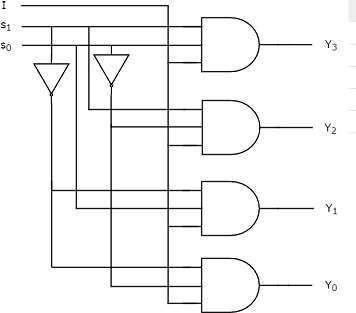 I
s₁
s₀
Y₃
Y₂
Y₁
Y₀